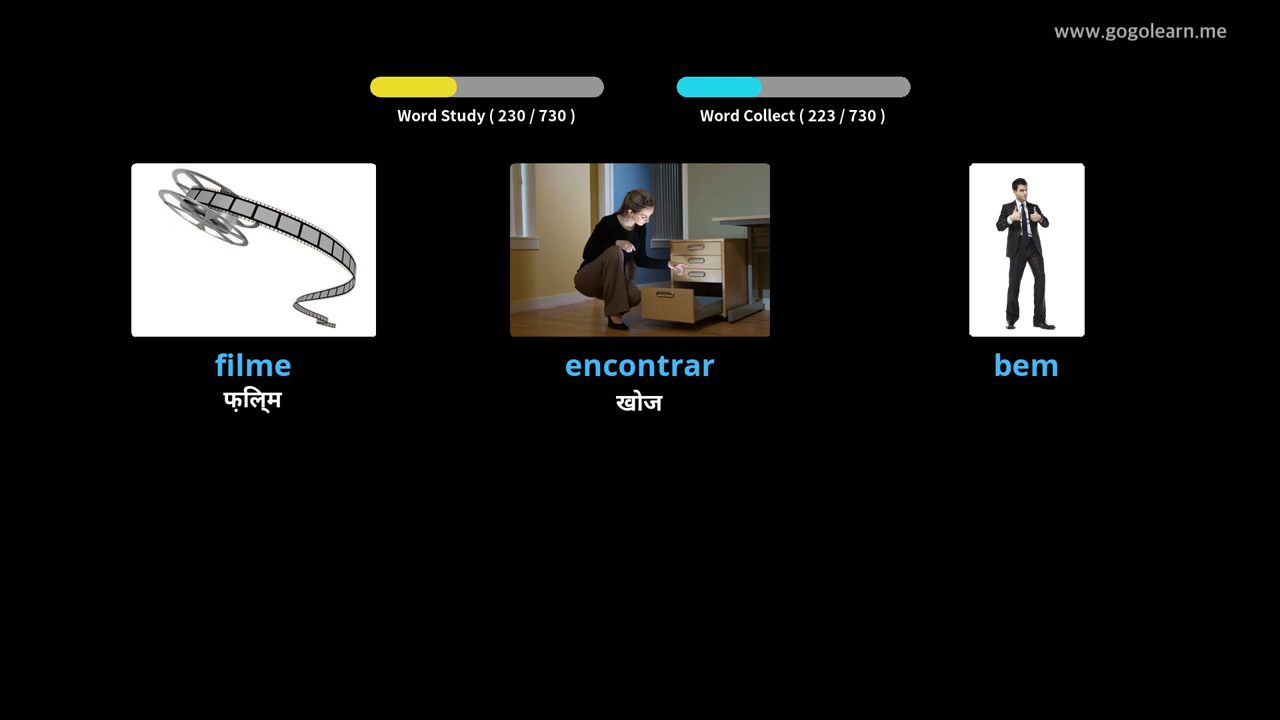 www.gogolearn.me
Word Study ( 230 / 730 )
Word Collect ( 223 / 730 )
filme
encontrar
bem
फ़िल्म
खोज